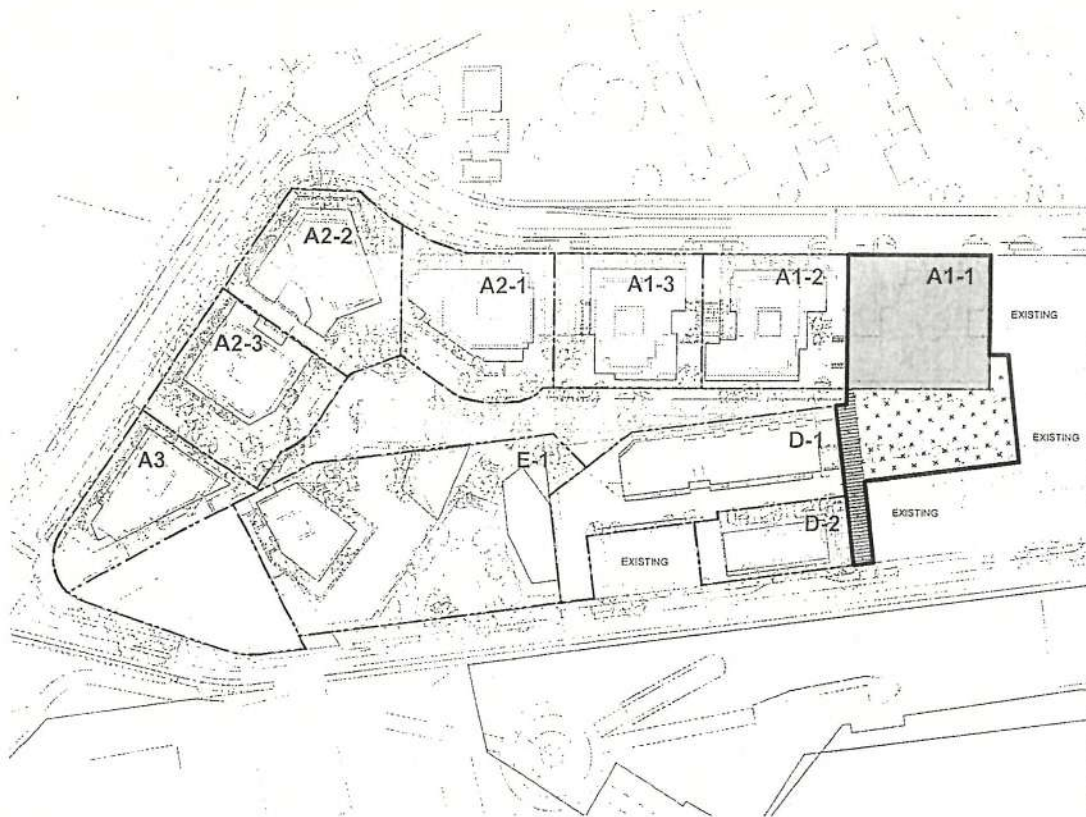 A2-2
A2-1
A1-3
A1-2
A1-1
EXISTING
A2-3
EXISTING
A3
E-1
D-1
D-2
EXISTING
EXISTING